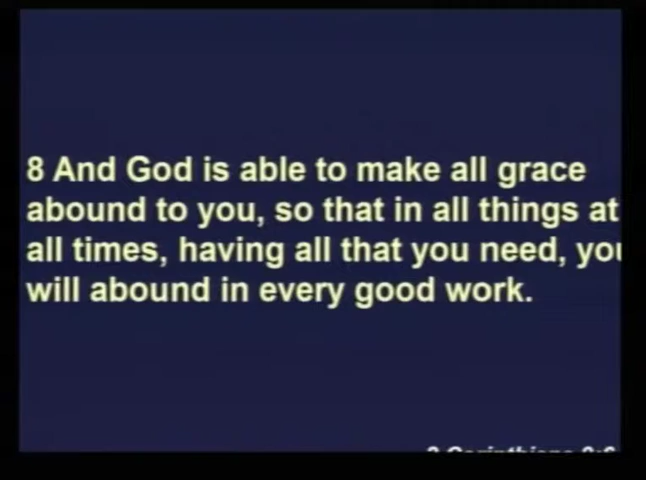 8 And God is able to make all grace
abound to you, so that in all things at
all times, having all that you need, you
will abound in every good work.